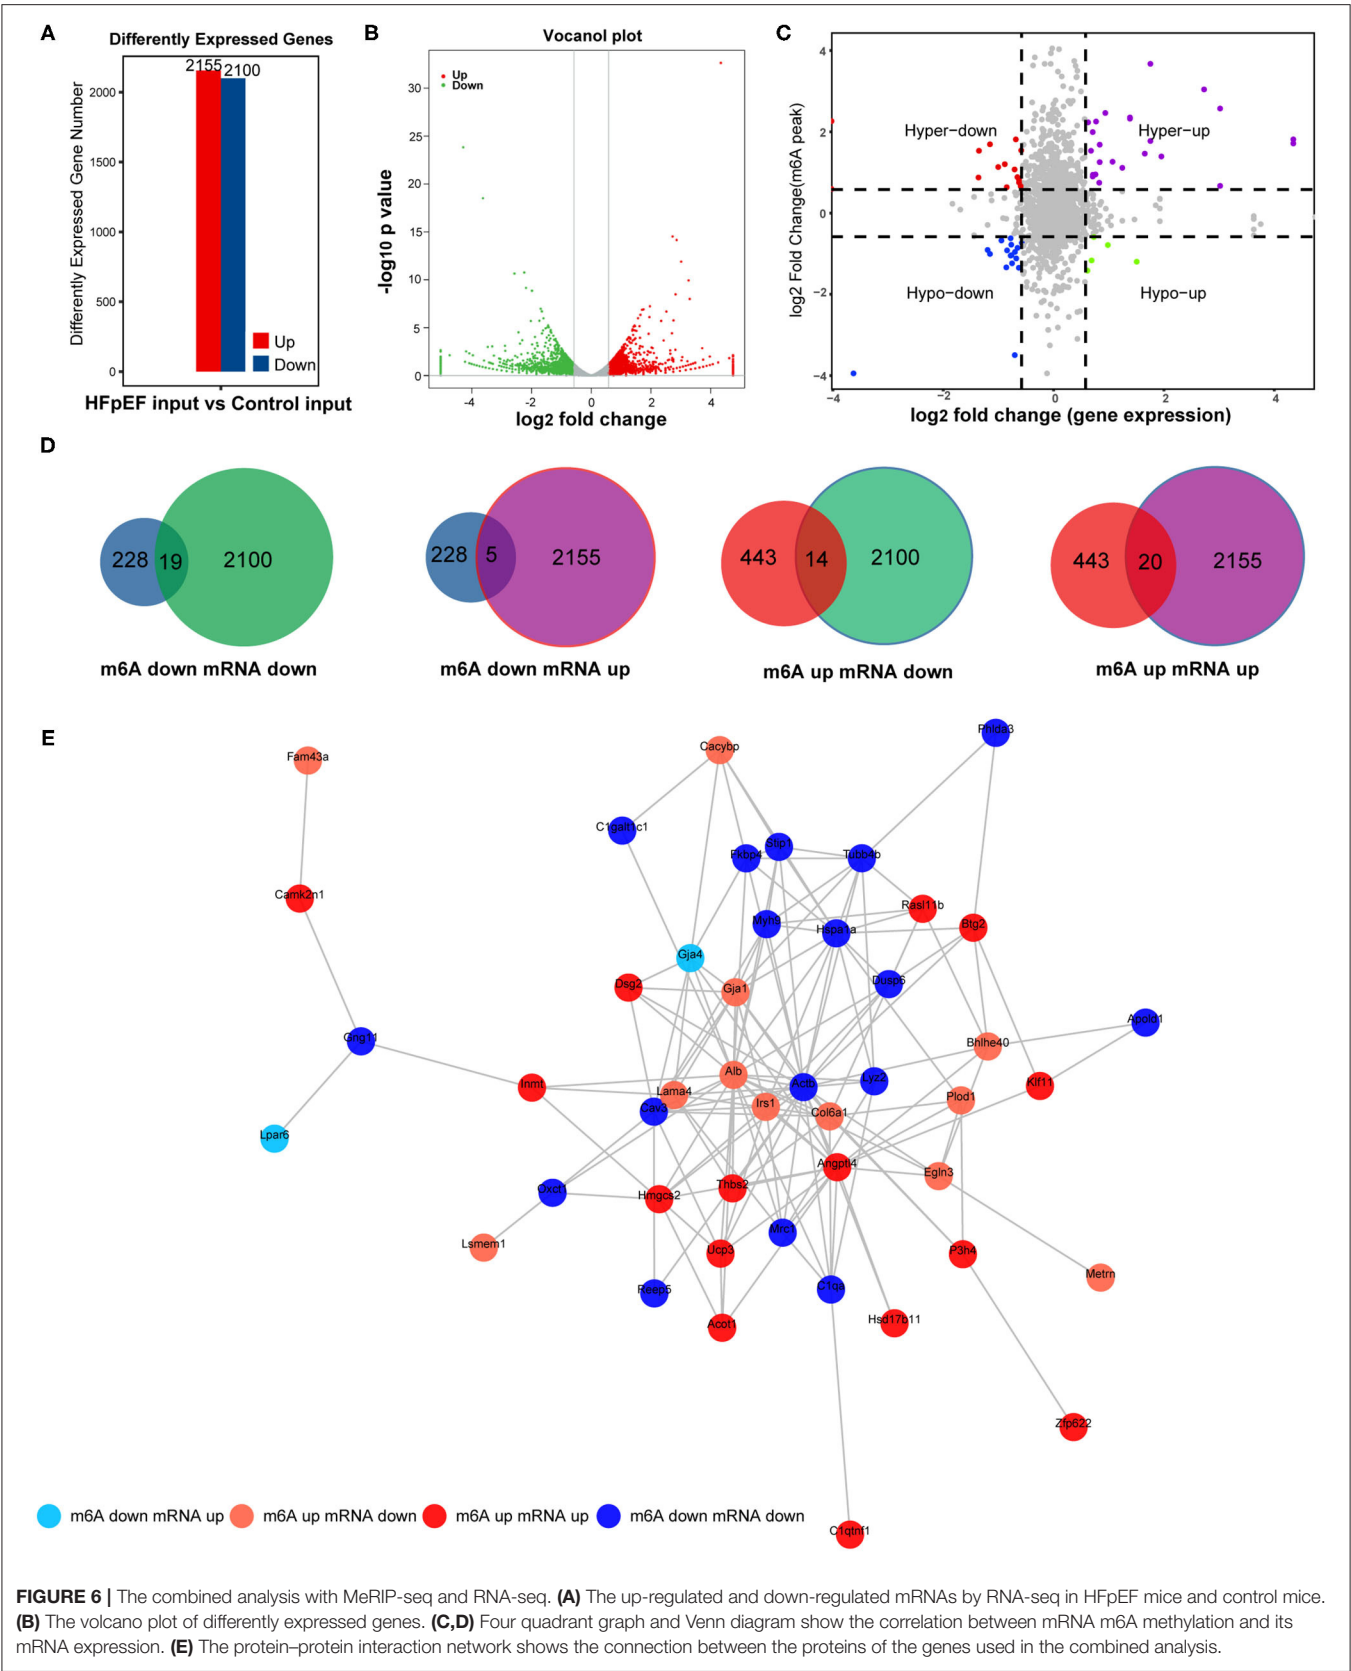 A
Differently Expressed Genes
2155 2100
Differently Expressed Gene Number
2000
1500
1000
500
0
Up
Down
HFpEF input vs Control input
B
Vocanol plot
Up
Down
-log10 p value
30
25
20
15
10
5
0
-4 -2 0 2 4
log2 fold change
C
log2 Fold Change(m6A peak)
4
2
0
−2
−4
Hyper−down Hyper−up
Hypo−down Hypo−up
−4 −2 0 2 4
log2 fold change (gene expression)
D
228 19 2100
m6A down mRNA down
228 5 2155
m6A down mRNA up
443 14 2100
m6A up mRNA down
443 20 2155
m6A up mRNA up
E
Fam43a
Cacybp
Phlda3
C1galt1c1
Fkbp4
Stip1
Tubb4b
Camk2n1
Rasl11b
Btg2
Myh9
Hspa1a
Gja4
Dsg2
Gja1
Dusp6
Apold1
Gng11
Bhlhe40
Alb
Actb
Lyz2
Klf11
Inmt
Lama4
Cav3
Irs1
Col6a1
Plod1
Lpar6
Angptl4
Egln3
Oxct1
Hmgcs2
Thbs2
Mrc1
Lsmem1
Ucp3
P3h4
Metrn
Reep5
C1qa
Acot1
Hsd17b11
Zfp622
C1qtnf1
m6A down mRNA up m6A up mRNA down m6A up mRNA up m6A down mRNA down
FIGURE 6 | The combined analysis with MeRIP-seq and RNA-seq. (A) The up-regulated and down-regulated mRNAs by RNA-seq in HFpEF mice and control mice.
(B) The volcano plot of differently expressed genes. (C,D) Four quadrant graph and Venn diagram show the correlation between mRNA m6A methylation and its
mRNA expression. (E) The protein–protein interaction network shows the connection between the proteins of the genes used in the combined analysis.